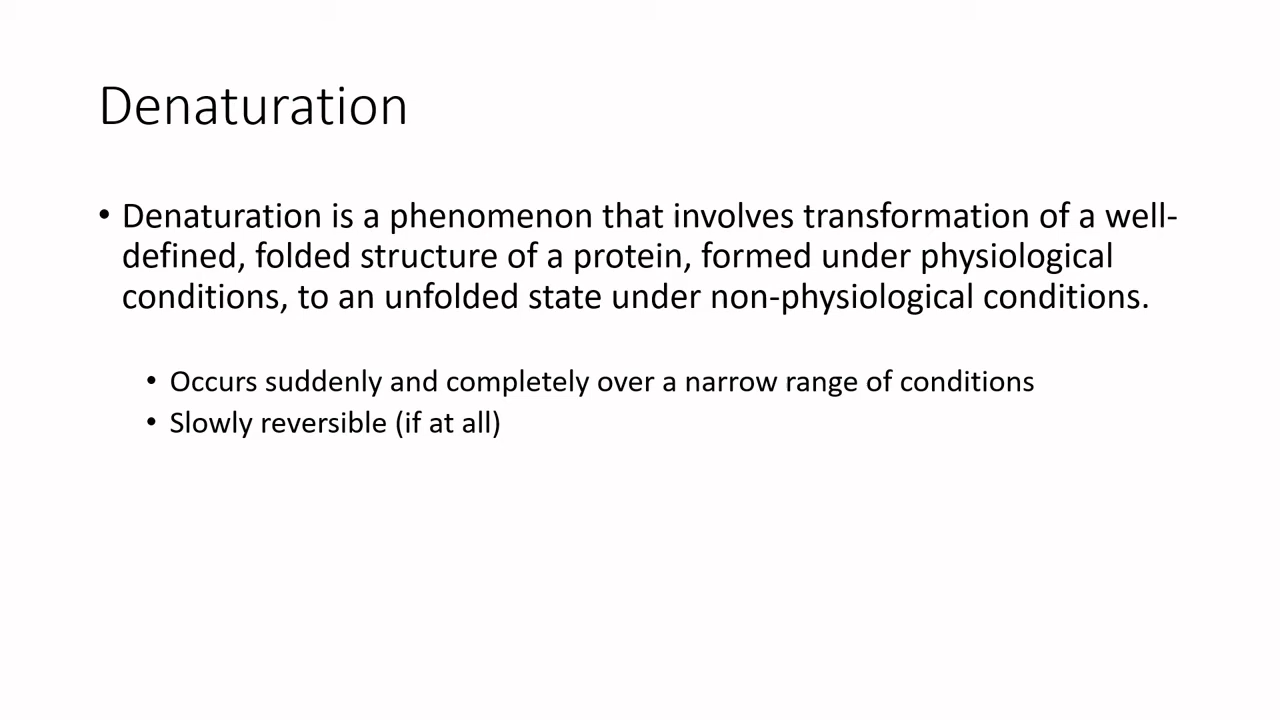 Denaturation
• Denaturation is a phenomenon that involves transformation of a well-
defined, folded structure of a protein, formed under physiological
conditions, to an unfolded state under non-physiological conditions.
• Occurs suddenly and completely over a narrow range of conditions
• Slowly reversible (if at all)